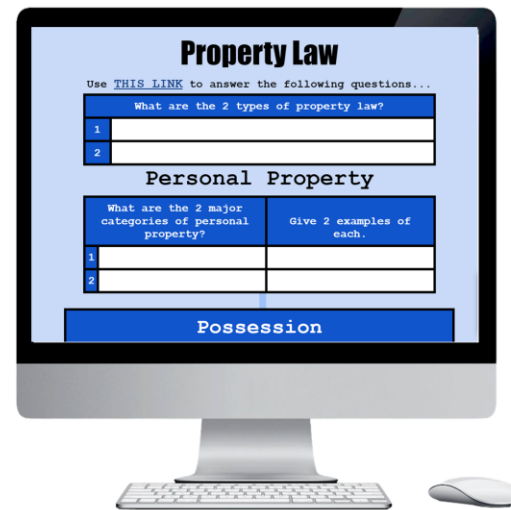 Property Law
Use THIS LINK to answer the following questions...
What are the 2 types of property law?
1
2
Personal Property
What are the 2 major
categories of personal
property?
Give 2 examples of
each.
1
2
Possession